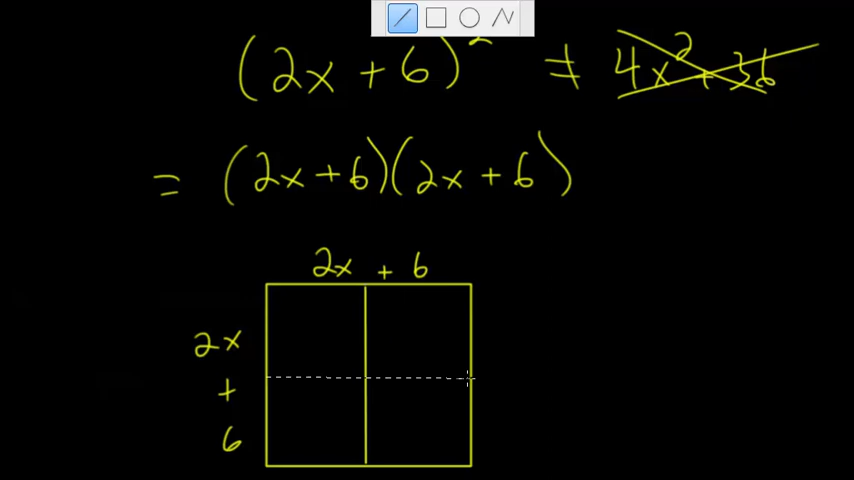 (2x + 6)² ≠ 4x² + 36
= (2x + 6)(2x + 6)
2x + 6
2x
+
6